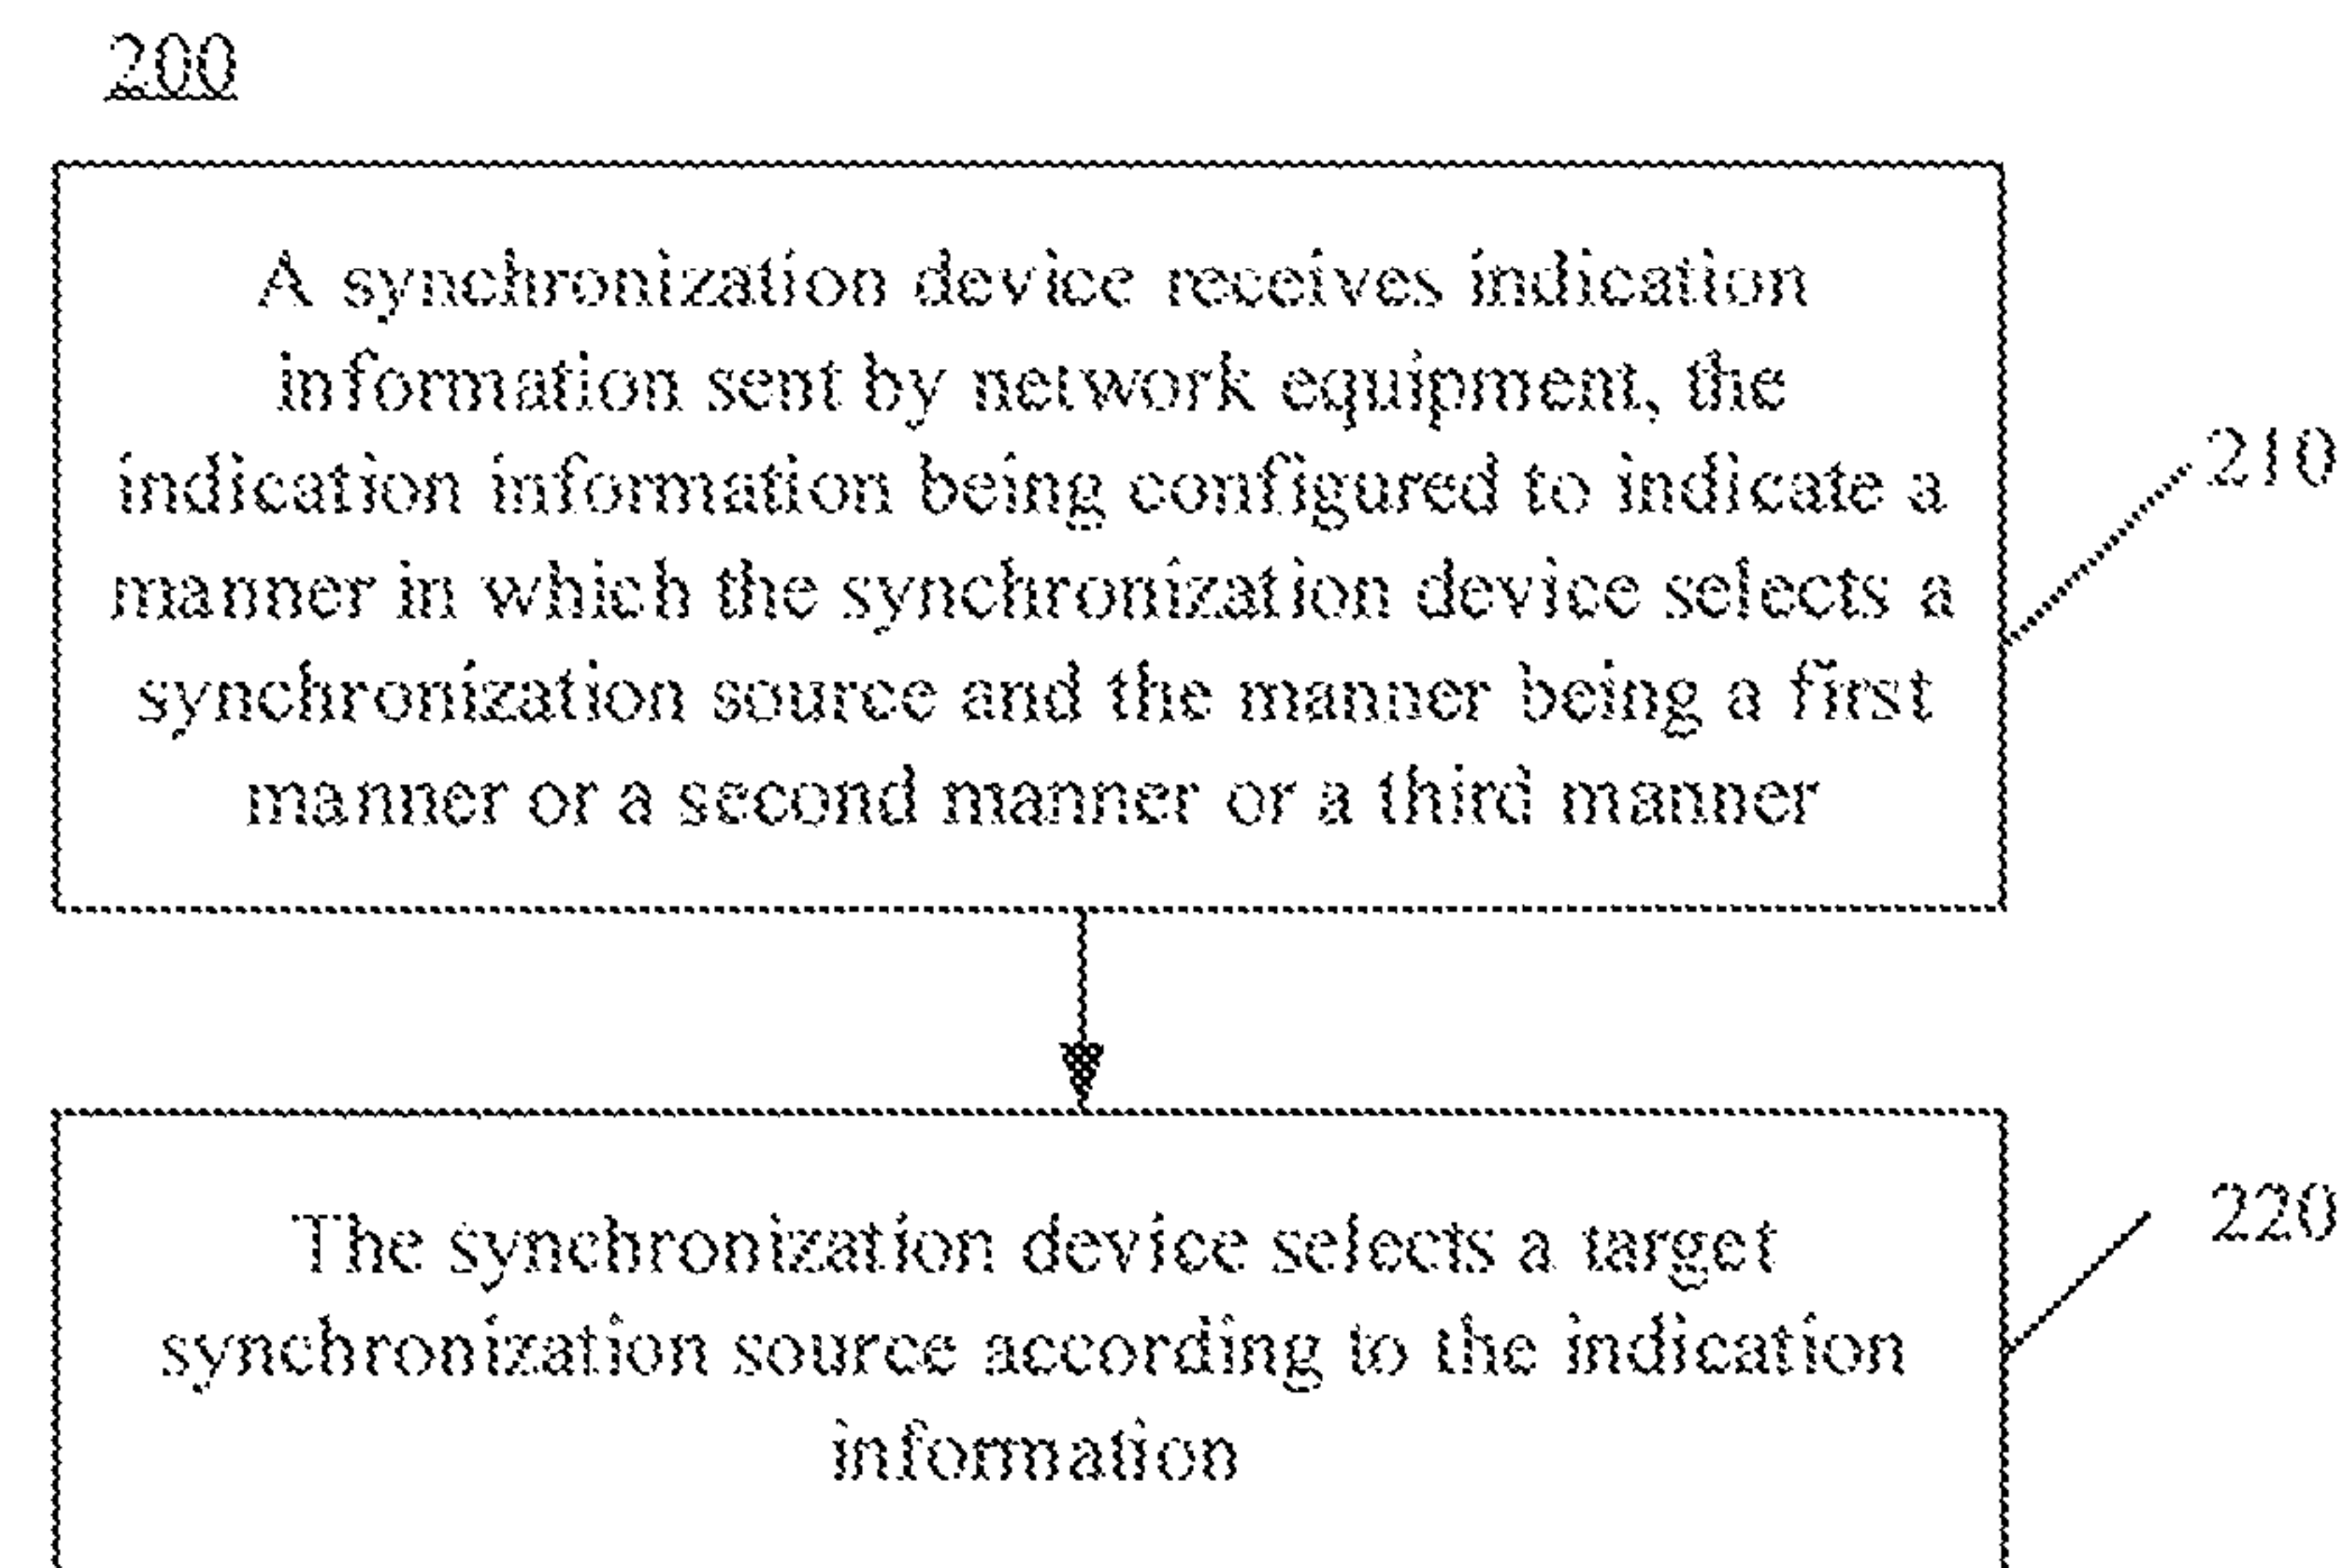 200
A synchronization device receives indication
information sent by network equipment, the
indication information being configured to indicate a
manner in which the synchronization device selects a
synchronization source and the manner being a first
manner or a second manner or a third manner
210
The synchronization device selects a target
synchronization source according to the indication
information
220